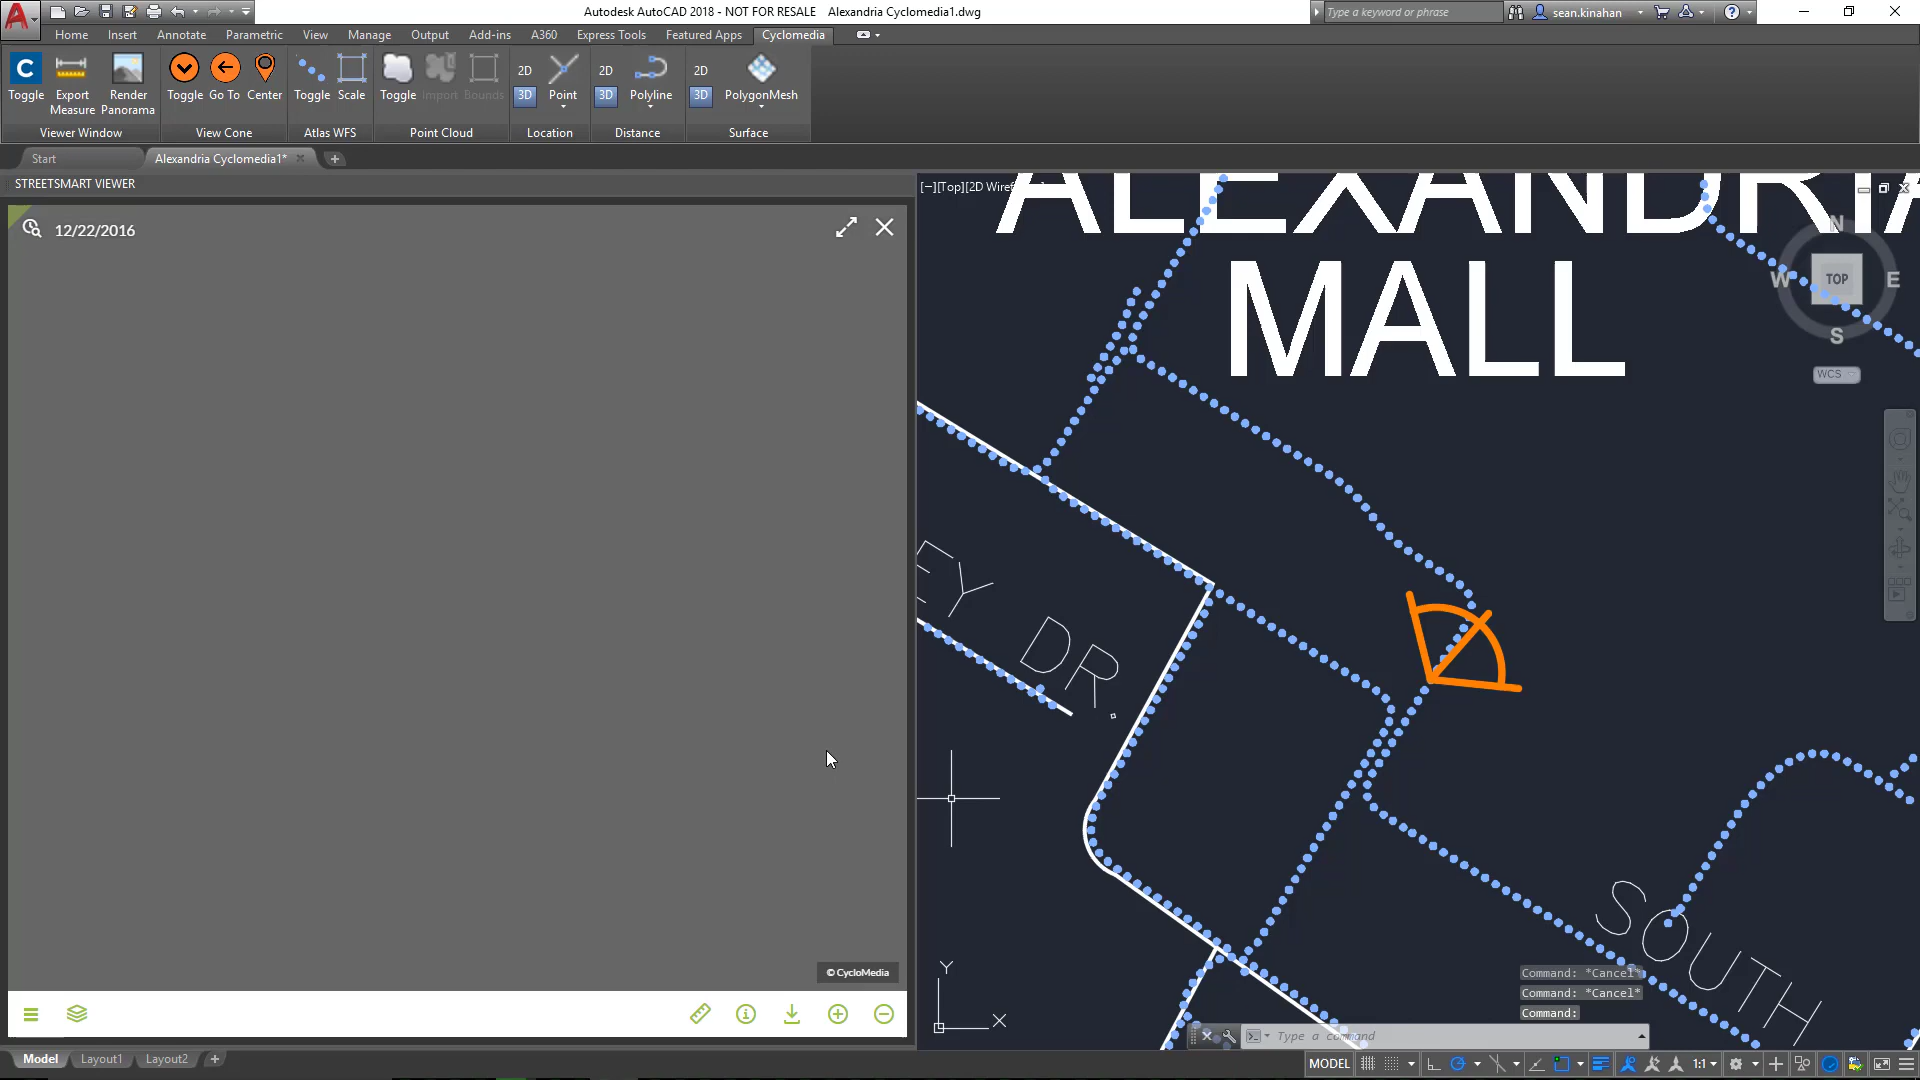 Autodesk AutoCAD 2018 - NOT FOR RESALE Alexandria Cyclomedia1.dwg
Type a keyword or phrase
sean.kinahan
Home Insert Annotate Parametric View Manage Output Add-ins A360 Express Tools Featured Apps Cyclomedia
Toggle Export Measure Render Panorama
Viewer Window
Toggle Go To Center
View Cone
Toggle Scale
Atlas WFS
Toggle Import Bounds
Point Cloud
2D 3D Point
Location
2D 3D Polyline
Distance
2D 3D PolygonMesh
Surface
Start
Alexandria Cyclomedia1*
STREETSMART VIEWER
12/22/2016
© CycloMedia
[−][Top][2D Wiref
ALEXANDRIA
MALL
N
W TOP E
S
WCS
EY DR.
SOUTH
Y
X
Command: *Cancel*
Command: *Cancel*
Command:
Type a command
Model Layout1 Layout2
MODEL
1:1